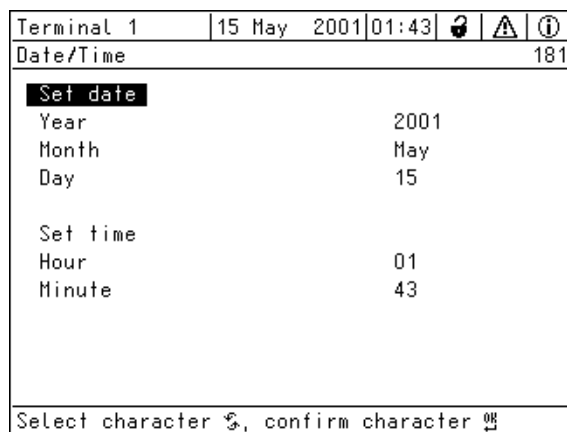 Terminal 1 15 May 2001 01:43
Date/Time 181
Set date
Year 2001
Month May
Day 15
Set time
Hour 01
Minute 43
Select character , confirm character OK